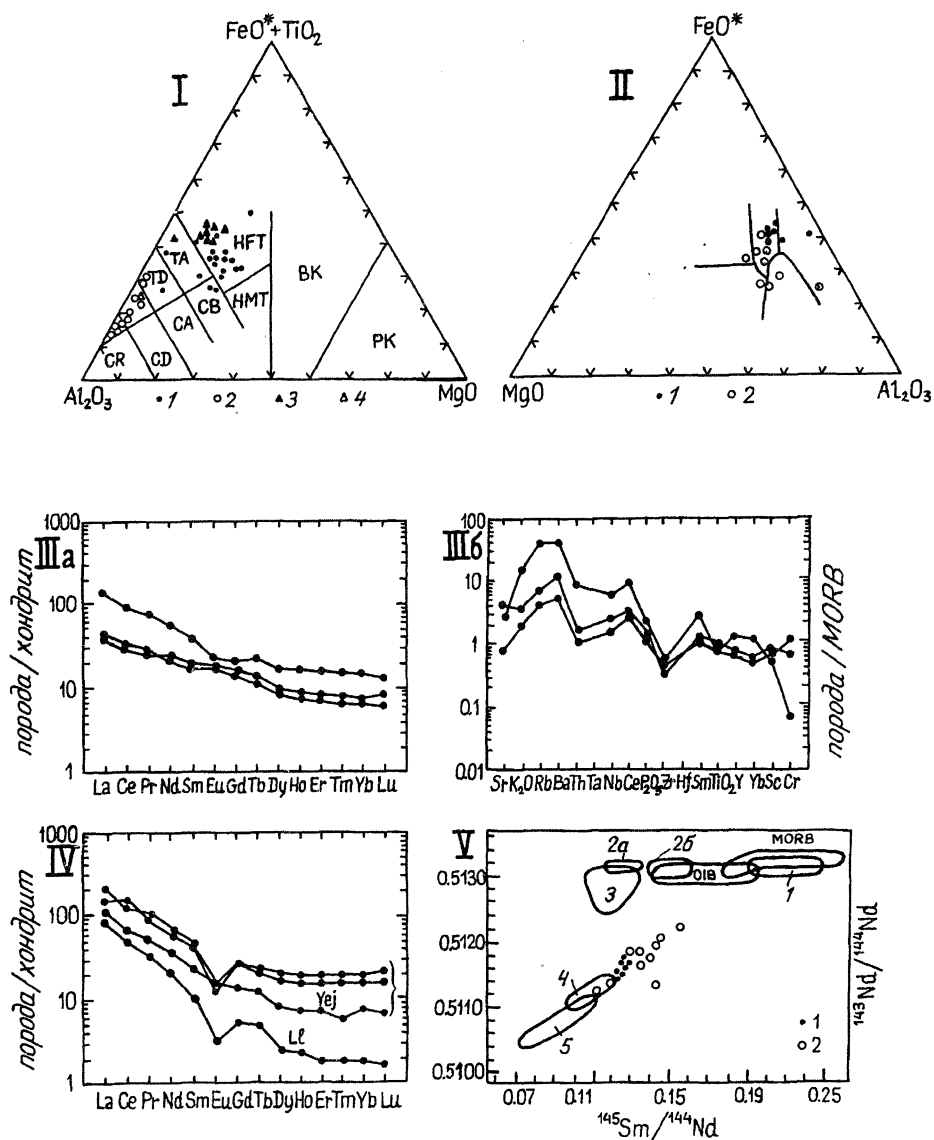 FeO*+TiO₂
I
TA
HFT
TD
CB
HMT
BK
CA
PK
CR
CD
Al₂O₃
MgO
1
2
3
4
FeO*
II
MgO
Al₂O₃
1
2
IIIa
порода/хондрит
1000
100
10
1
La Ce Pr Nd Sm Eu Gd Tb Dy Ho Er Tm Yb Lu
IIIб
порода/MORB
100
10
1
0.1
0.01
Sr K₂O Rb Ba Th Ta Nb Ce P₂O₅ Zr Hf Sm TiO₂ Y Yb Sc Cr
IV
порода/хондрит
1000
100
10
1
Yej
Ll
La Ce Pr Nd Sm Eu Gd Tb Dy Ho Er Tm Yb Lu
V
2a
2б
MORB
OIB
1
3
4
5
1
2
0.5130
0.5120
0.5110
0.5100
0.07 0.11 0.15 0.19 0.25
¹⁴⁵Sm/¹⁴⁴Nd
¹⁴³Nd/¹⁴⁴Nd